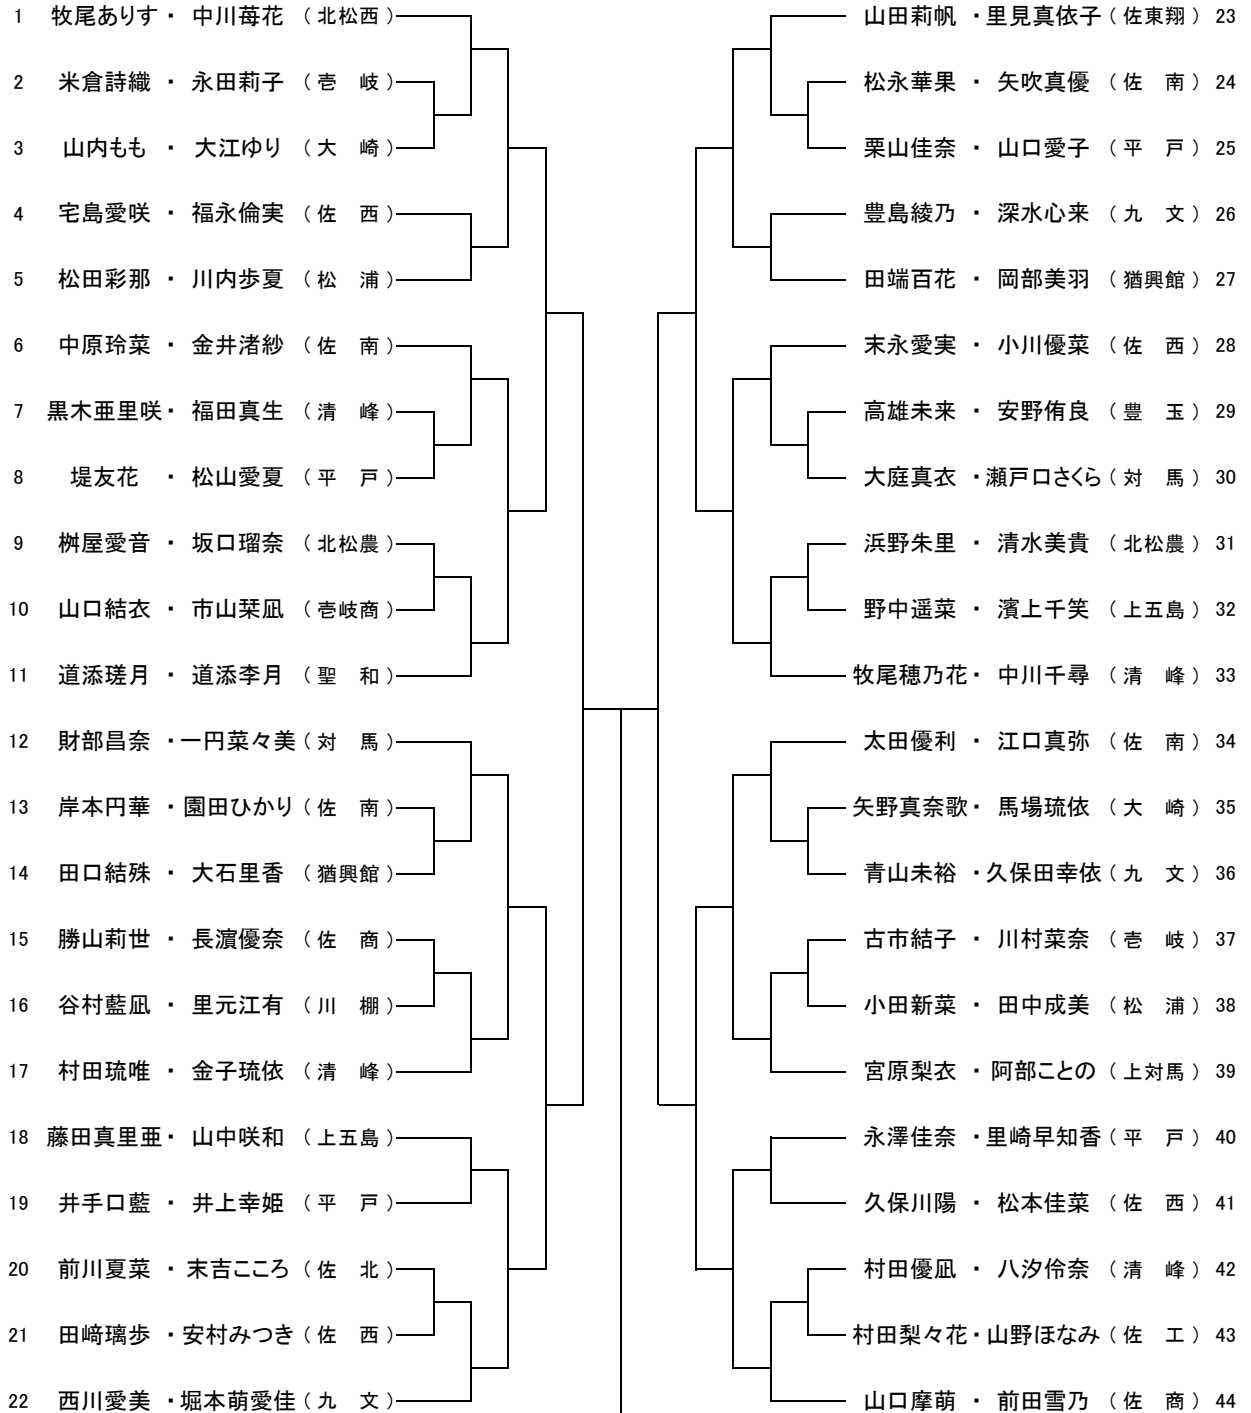 1 牧尾ありす・ 中川苺花 （北松西）
2 米倉詩織 ・ 永田莉子 （壱　岐）
3 山内もも ・ 大江ゆり （大　崎）
4 宅島愛咲 ・ 福永倫実 （佐　西）
5 松田彩那 ・ 川内歩夏 （松　浦）
6 中原玲菜 ・ 金井渚紗 （佐　南）
7 黒木亜里咲・ 福田真生 （清　峰）
8 堤友花 ・ 松山愛夏 （平　戸）
9 桝屋愛音 ・ 坂口瑠奈 （北松農）
10 山口結衣 ・ 市山栞凪 （壱岐商）
11 道添瑳月 ・ 道添李月 （聖　和）
12 財部昌奈 ・一円菜々美（対　馬）
13 岸本円華 ・園田ひかり（佐　南）
14 田口結殊 ・ 大石里香 （猶興館）
15 勝山莉世 ・ 長濵優奈 （佐　商）
16 谷村藍凪 ・ 里元江有 （川　棚）
17 村田琉唯 ・ 金子琉依 （清　峰）
18 藤田真里亜・ 山中咲和 （上五島）
19 井手口藍 ・ 井上幸姫 （平　戸）
20 前川夏菜 ・末吉こころ（佐　北）
21 田﨑璃歩 ・安村みつき（佐　西）
22 西川愛美 ・堀本萌愛佳（九　文）
山田莉帆 ・里見真依子（佐東翔） 23
松永華果 ・ 矢吹真優 （佐　南） 24
栗山佳奈 ・ 山口愛子 （平　戸） 25
豊島綾乃 ・ 深水心来 （九　文） 26
田端百花 ・ 岡部美羽 （猶興館） 27
末永愛実 ・ 小川優菜 （佐　西） 28
高雄未来 ・ 安野侑良 （豊　玉） 29
大庭真衣 ・瀬戸口さくら（対　馬） 30
浜野朱里 ・ 清水美貴 （北松農） 31
野中遥菜 ・ 濱上千笑 （上五島） 32
牧尾穂乃花・ 中川千尋 （清　峰） 33
太田優利 ・ 江口真弥 （佐　南） 34
矢野真奈歌・ 馬場琉依 （大　崎） 35
青山未裕 ・久保田幸依（九　文） 36
古市結子 ・ 川村菜奈 （壱　岐） 37
小田新菜 ・ 田中成美 （松　浦） 38
宮原梨衣 ・阿部ことの（上対馬） 39
永澤佳奈 ・里崎早知香（平　戸） 40
久保川陽 ・ 松本佳菜 （佐　西） 41
村田優凪 ・ 八汐伶奈 （清　峰） 42
村田梨々花・山野ほなみ（佐　工） 43
山口摩萌 ・ 前田雪乃 （佐　商） 44